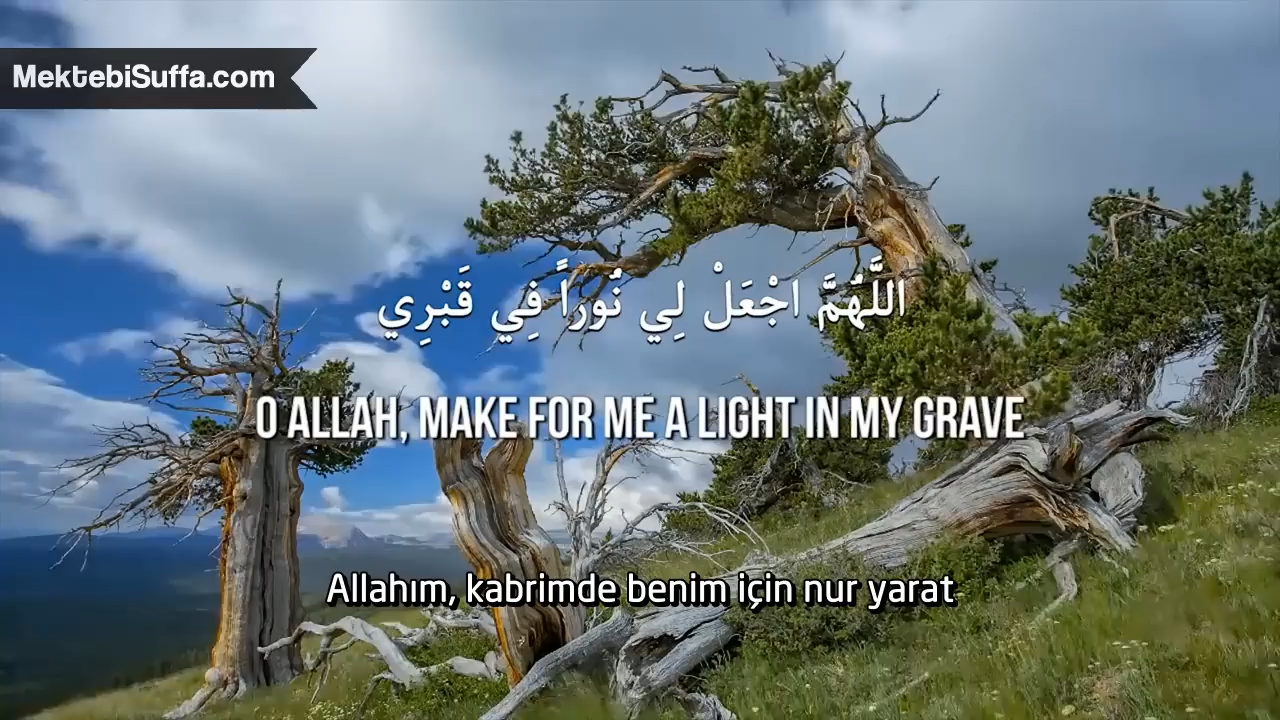 MektebiSuffa.com
اللَّهُمَّ اجْعَلْ لِي نُوراً فِي قَبْرِي
O ALLAH, MAKE FOR ME A LIGHT IN MY GRAVE
Allahım, kabrimde benim için nur yarat